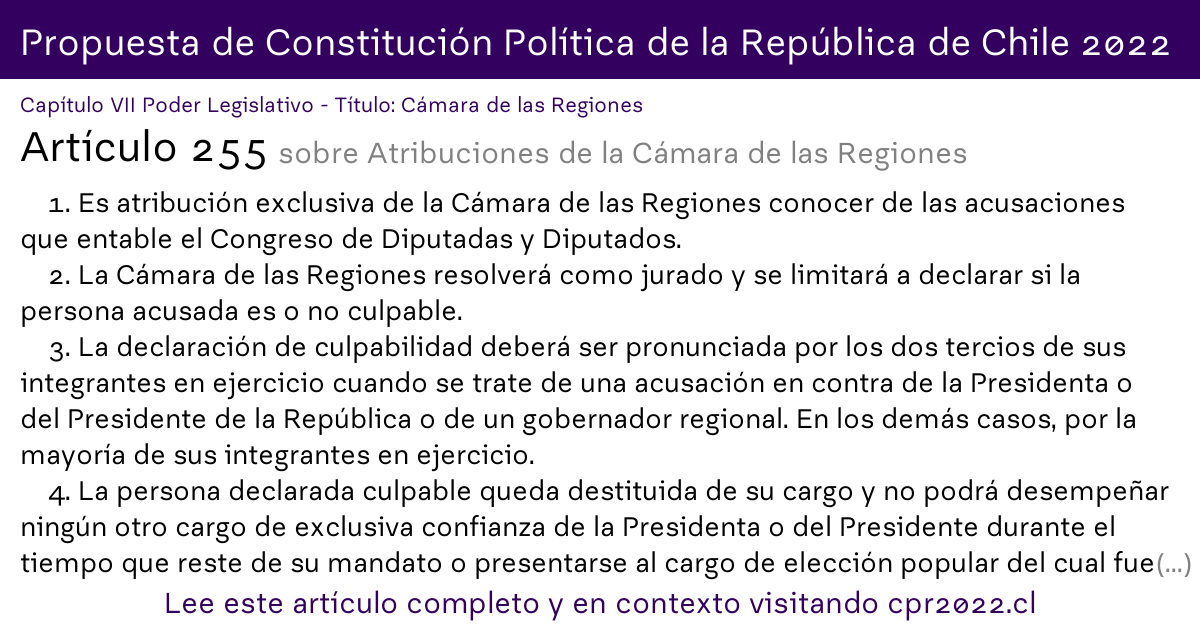 Propuesta de Constitución Política de la República de Chile 2022
Capítulo VII Poder Legislativo - Título: Cámara de las Regiones
Artículo 255 sobre Atribuciones de la Cámara de las Regiones
1. Es atribución exclusiva de la Cámara de las Regiones conocer de las acusaciones
que entable el Congreso de Diputadas y Diputados.
2. La Cámara de las Regiones resolverá como jurado y se limitará a declarar si la
persona acusada es o no culpable.
3. La declaración de culpabilidad deberá ser pronunciada por los dos tercios de sus
integrantes en ejercicio cuando se trate de una acusación en contra de la Presidenta o
del Presidente de la República o de un gobernador regional. En los demás casos, por la
mayoría de sus integrantes en ejercicio.
4. La persona declarada culpable queda destituida de su cargo y no podrá desempeñar
ningún otro cargo de exclusiva confianza de la Presidenta o del Presidente durante el
tiempo que reste de su mandato o presentarse al cargo de elección popular del cual fue(...)
Lee este artículo completo y en contexto visitando cpr2022.cl